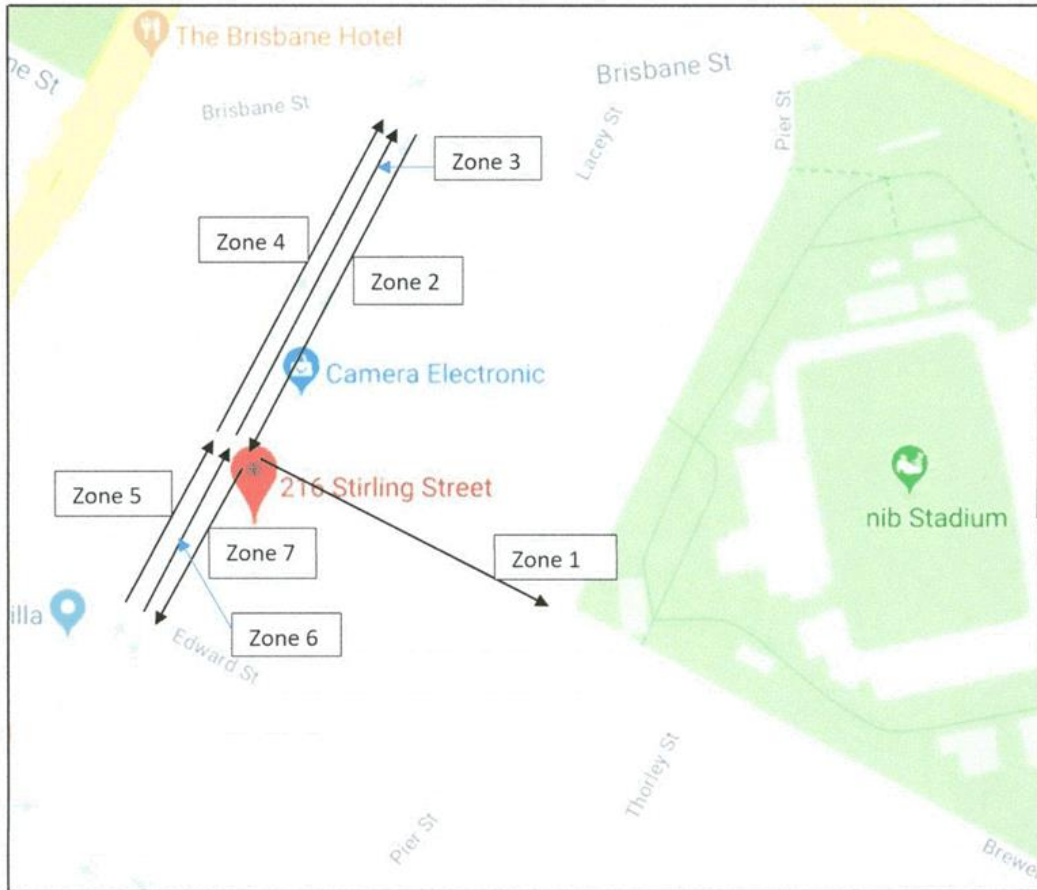 The Brisbane Hotel
ne St
Brisbane St
Brisbane St
Lacey St
Pier St
Zone 3
Zone 4
Zone 2
Camera Electronic
216 Stirling Street
Zone 5
nib Stadium
Zone 7
Zone 1
illa
Zone 6
Edward St
Thorley St
Pier St
Brewe